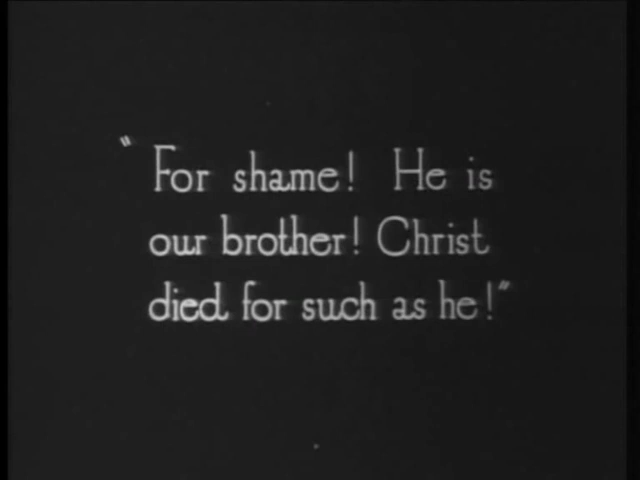 "For shame! He is
our brother! Christ
died for such as he!"